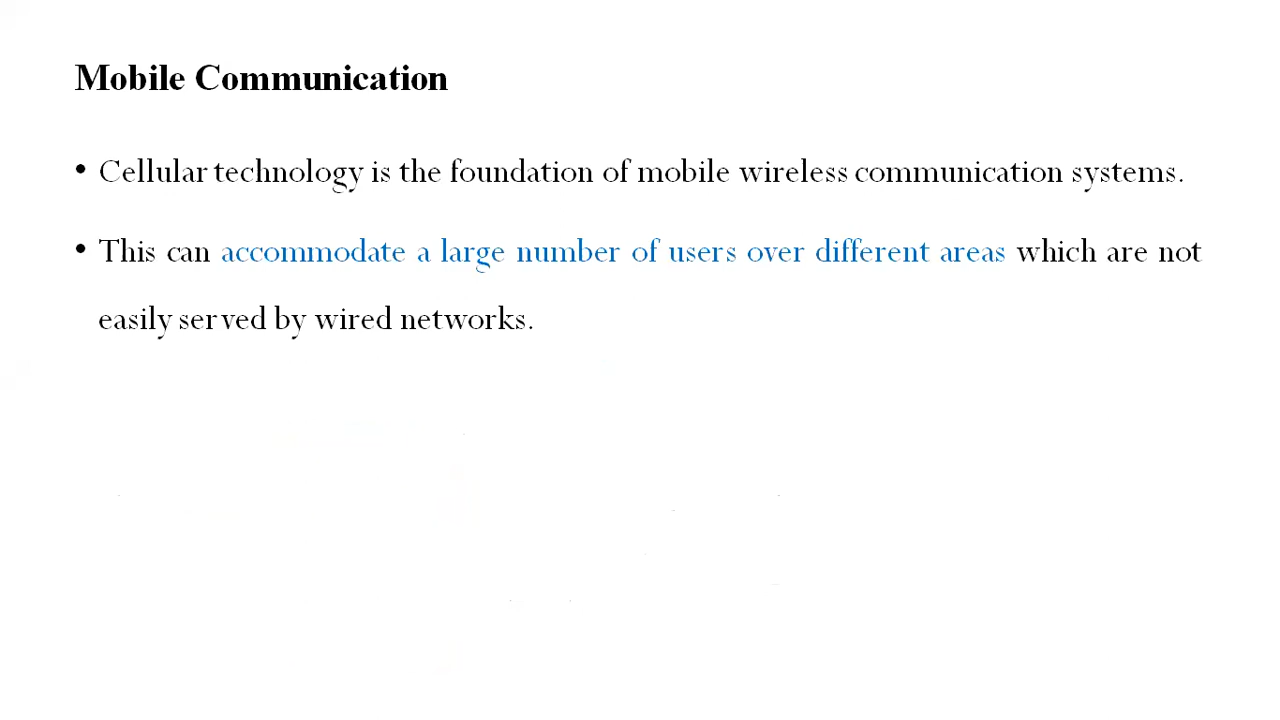 Mobile Communication
• Cellular technology is the foundation of mobile wireless communication systems.
• This can accommodate a large number of users over different areas which are not
easily served by wired networks.